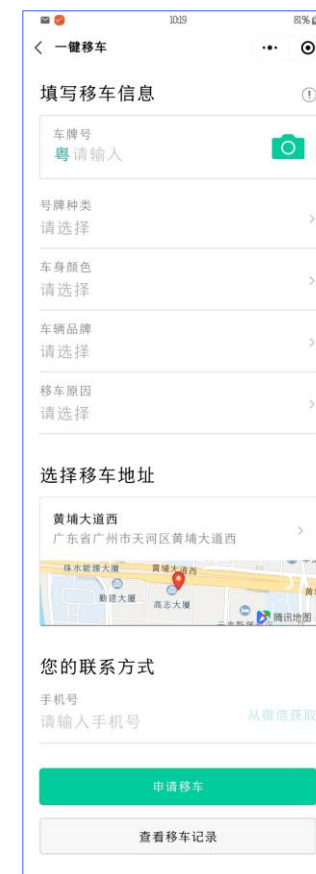 10:19
81%
一键移车
填写移车信息
车牌号
粤请输入
号牌种类
请选择
车身颜色
请选择
车辆品牌
请选择
移车原因
请选择
选择移车地址
黄埔大道西
广东省广州市天河区黄埔大道西
珠水能源大厦
黄埔大道西
勤建大厦
高志大厦
腾讯地图
您的联系方式
手机号
请输入手机号
从微信获取
申请移车
查看移车记录